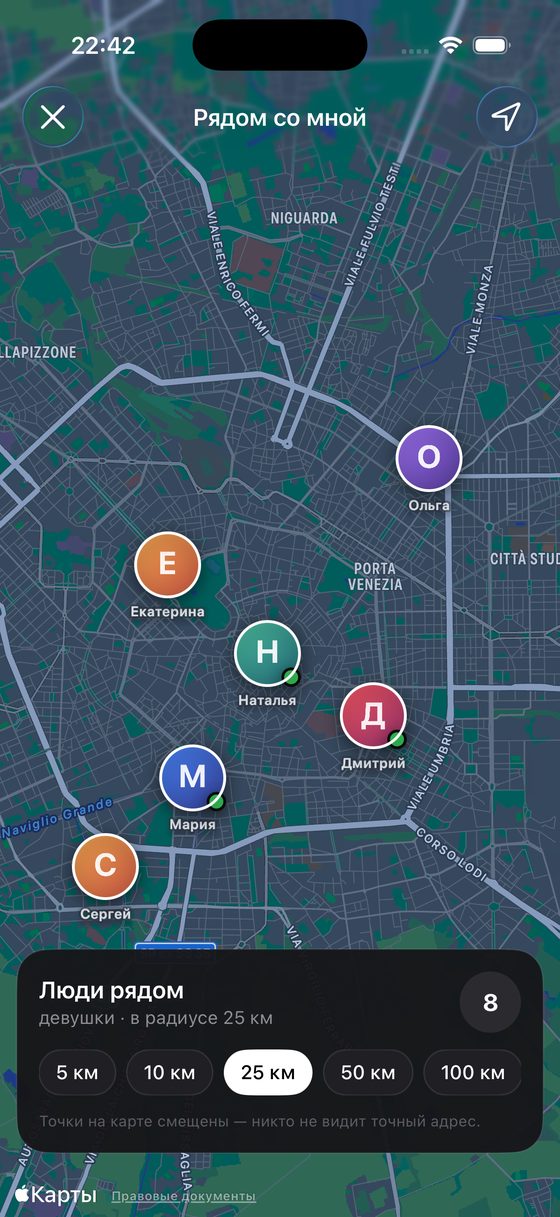 22:42
Рядом со мной
NIGUARDA
VIALE ENRICO FERMI
VIALE FULVIO TESTI
VIALE MONZA
LLAPIZZONE
О
Ольга
CITTÀ STUD
Е
Екатерина
PORTA
VENEZIA
Н
Наталья
Д
Дмитрий
М
Мария
VIALE UMBRIA
Naviglio Grande
С
Сергей
CORSO LODI
Люди рядом
девушки · в радиусе 25 км
8
5 км
10 км
25 км
50 км
100 км
Точки на карте смещены — никто не видит точный адрес.
Карты
Правовые документы